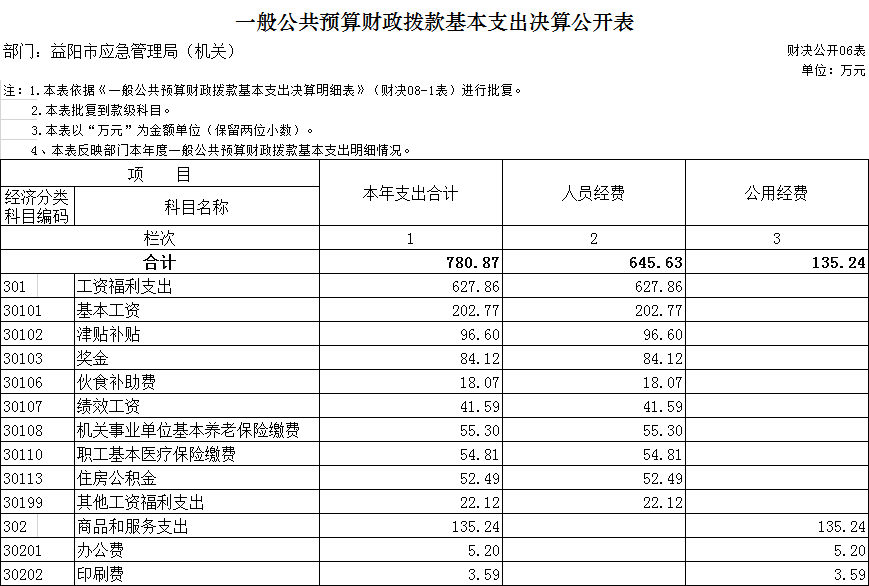 一般公共预算财政拨款基本支出决算公开表
部门：益阳市应急管理局（机关）
财决公开06表
单位：万元
注：1.本表依据《一般公共预算财政拨款基本支出决算明细表》（财决08-1表）进行批复。
2.本表批复到款级科目。
3.本表以“万元”为金额单位（保留两位小数）。
4、本表反映部门本年度一般公共预算财政拨款基本支出明细情况。
项 目 本年支出合计 人员经费 公用经费
经济分类科目编码 科目名称
栏次 1 2 3
合计 780.87 645.63 135.24
301 工资福利支出 627.86 627.86
30101 基本工资 202.77 202.77
30102 津贴补贴 96.60 96.60
30103 奖金 84.12 84.12
30106 伙食补助费 18.07 18.07
30107 绩效工资 41.59 41.59
30108 机关事业单位基本养老保险缴费 55.30 55.30
30110 职工基本医疗保险缴费 54.81 54.81
30113 住房公积金 52.49 52.49
30199 其他工资福利支出 22.12 22.12
302 商品和服务支出 135.24 135.24
30201 办公费 5.20 5.20
30202 印刷费 3.59 3.59